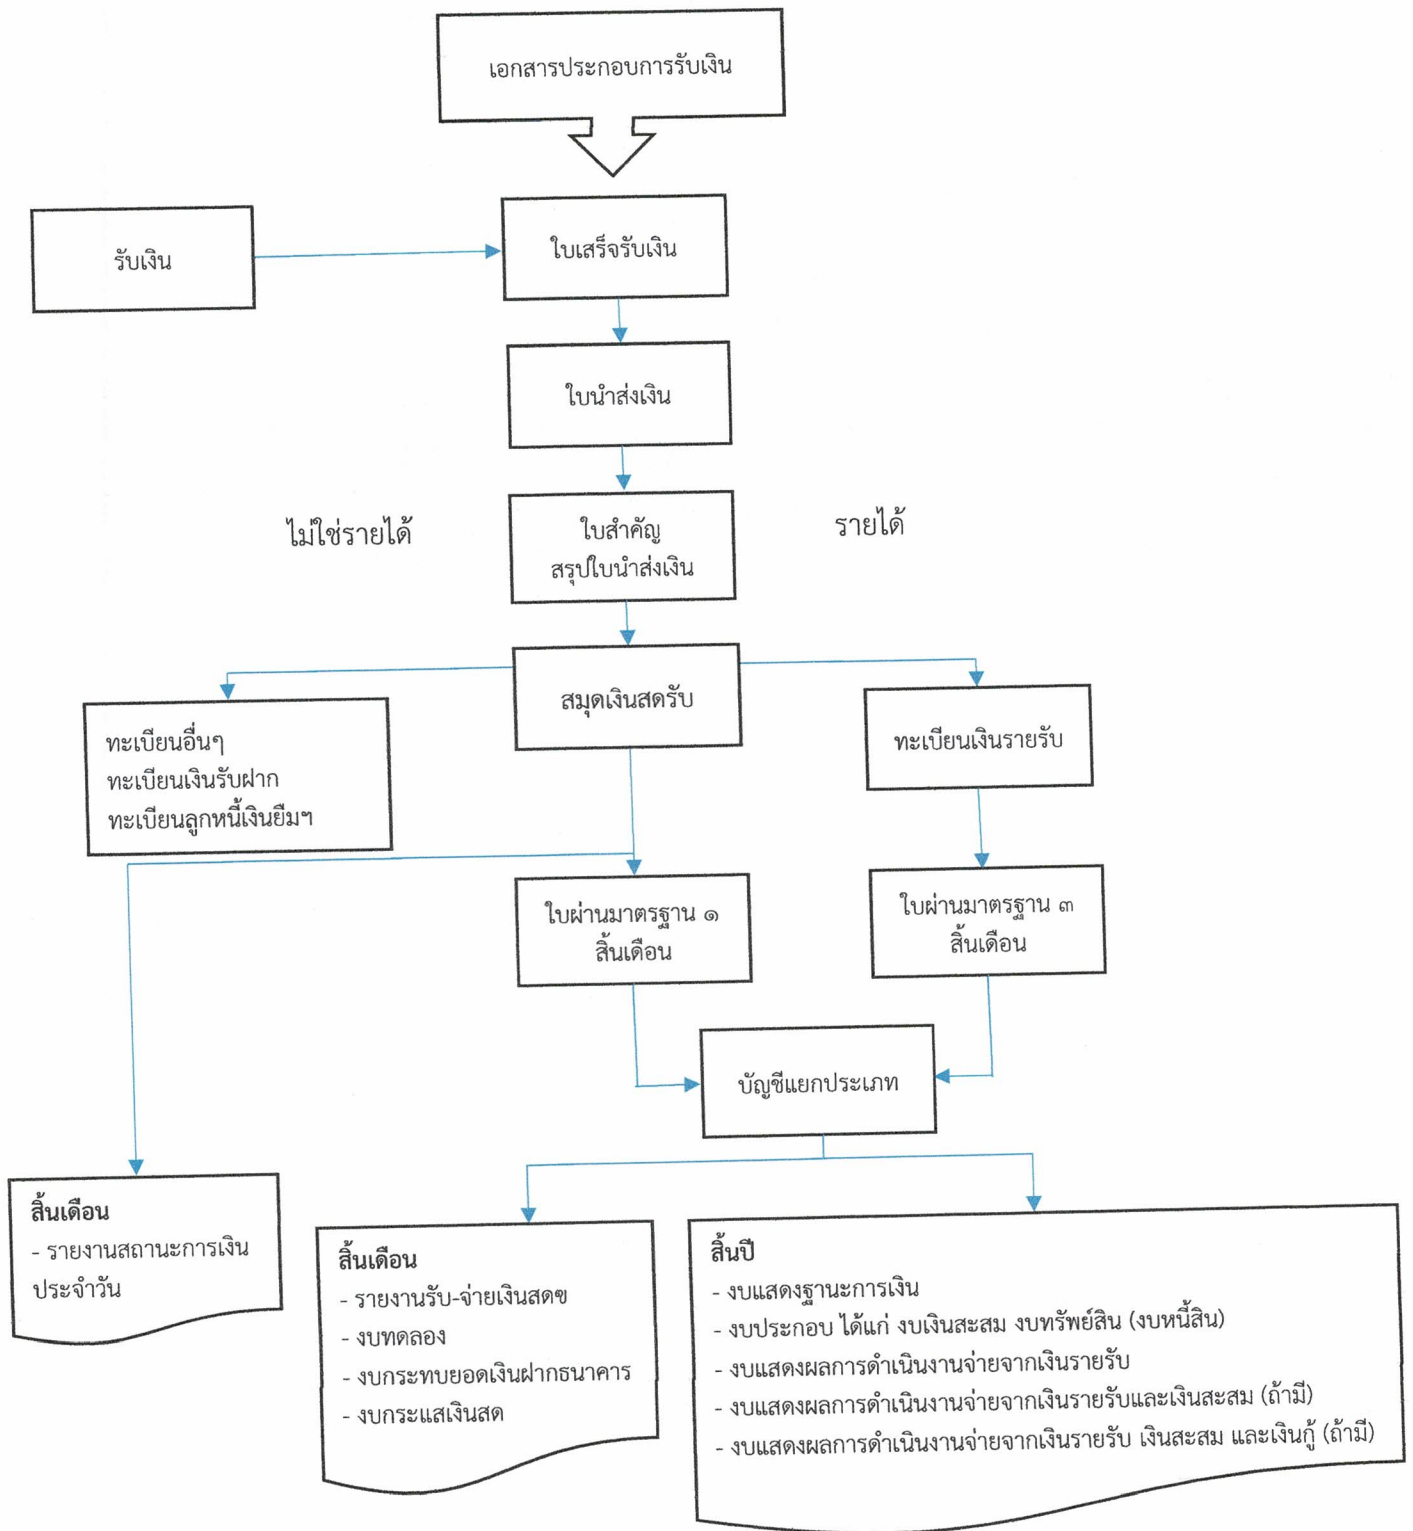 เอกสารประกอบการรับเงิน
รับเงิน
ใบเสร็จรับเงิน
ใบนำส่งเงิน
ไม่ใช่รายได้
ใบสำคัญ
สรุปใบนำส่งเงิน
รายได้
สมุดเงินสดรับ
ทะเบียนอื่นๆ
ทะเบียนเงินรับฝาก
ทะเบียนลูกหนี้เงินยืมฯ
ทะเบียนเงินรายรับ
ใบผ่านมาตรฐาน ๑
สิ้นเดือน
ใบผ่านมาตรฐาน ๓
สิ้นเดือน
บัญชีแยกประเภท
สิ้นเดือน
- รายงานสถานะการเงิน
ประจำวัน
สิ้นเดือน
- รายงานรับ-จ่ายเงินสดข
- งบทดลอง
- งบกระทบยอดเงินฝากธนาคาร
- งบกระแสเงินสด
สิ้นปี
- งบแสดงฐานะการเงิน
- งบประกอบ ได้แก่ งบเงินสะสม งบทรัพย์สิน (งบหนี้สิน)
- งบแสดงผลการดำเนินงานจ่ายจากเงินรายรับ
- งบแสดงผลการดำเนินงานจ่ายจากเงินรายรับและเงินสะสม (ถ้ามี)
- งบแสดงผลการดำเนินงานจ่ายจากเงินรายรับ เงินสะสม และเงินกู้ (ถ้ามี)